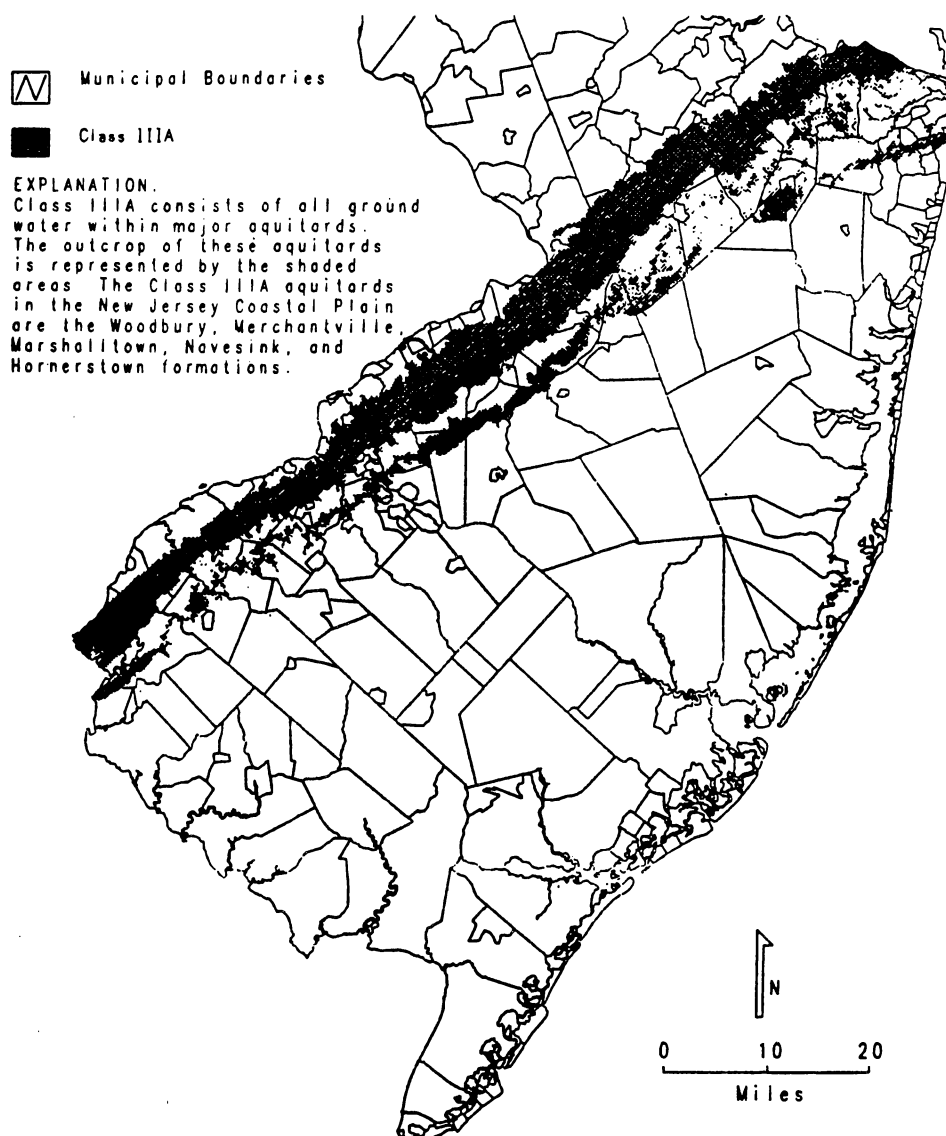 Municipal Boundaries
Class IIIA
EXPLANATION.
Class IIIA consists of all ground
water within major aquitards.
The outcrop of these aquitards
is represented by the shaded
areas The Class IIIA aquitards
in the New Jersey Coastal Plain
are the Woodbury, Merchantville,
Marshalltown, Navesink, and
Hornerstown formations.
N
0 10 20
Miles